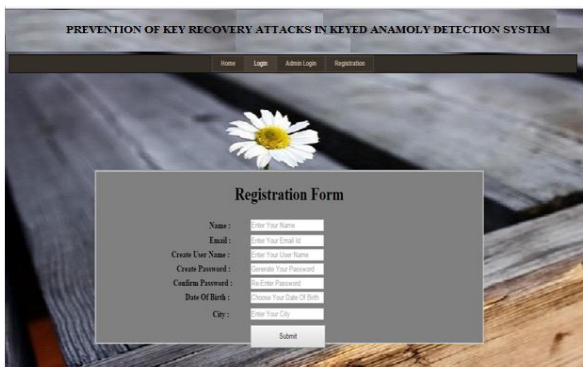 PREVENTION OF KEY RECOVERY ATTACKS IN KEYED ANAMOLY DETECTION SYSTEM
Home Login Admin Login Registration
Registration Form
Name : Enter Your Name
Email : Enter Your Email Id
Create User Name : Enter Your User Name
Create Password : Generate Your Password
Confirm Password : Re-Enter Password
Date Of Birth : Choose Your Date Of Birth
City : Enter Your City
Submit